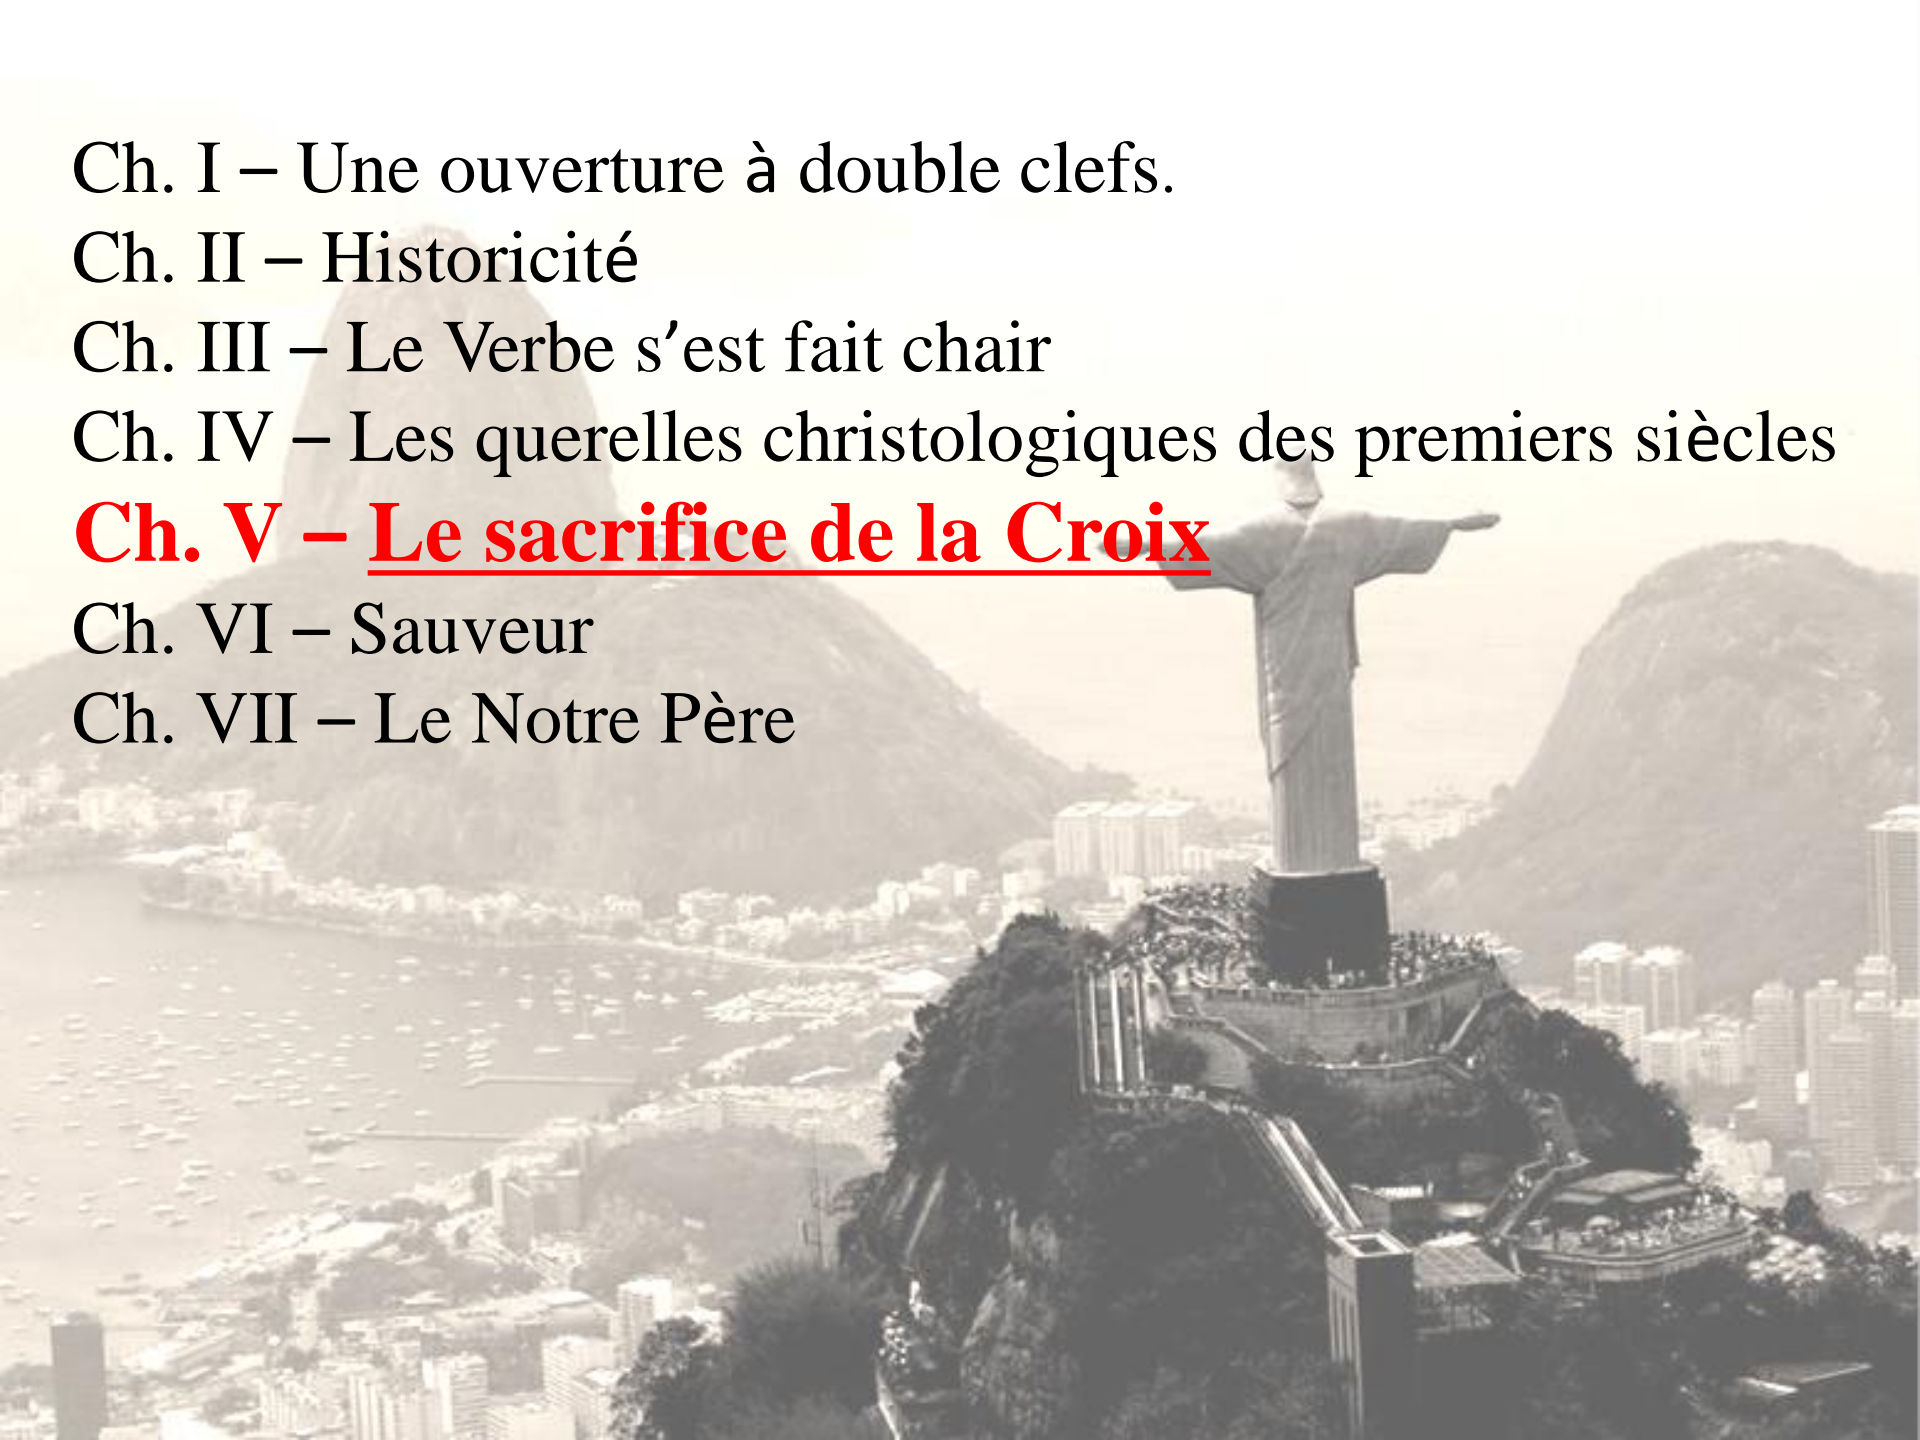 Ch. I – Une ouverture à double clefs.
Ch. II – Historicité
Ch. III – Le Verbe s’est fait chair
Ch. IV – Les querelles christologiques des premiers siècles
Ch. V – Le sacrifice de la Croix
Ch. VI – Sauveur
Ch. VII – Le Notre Père